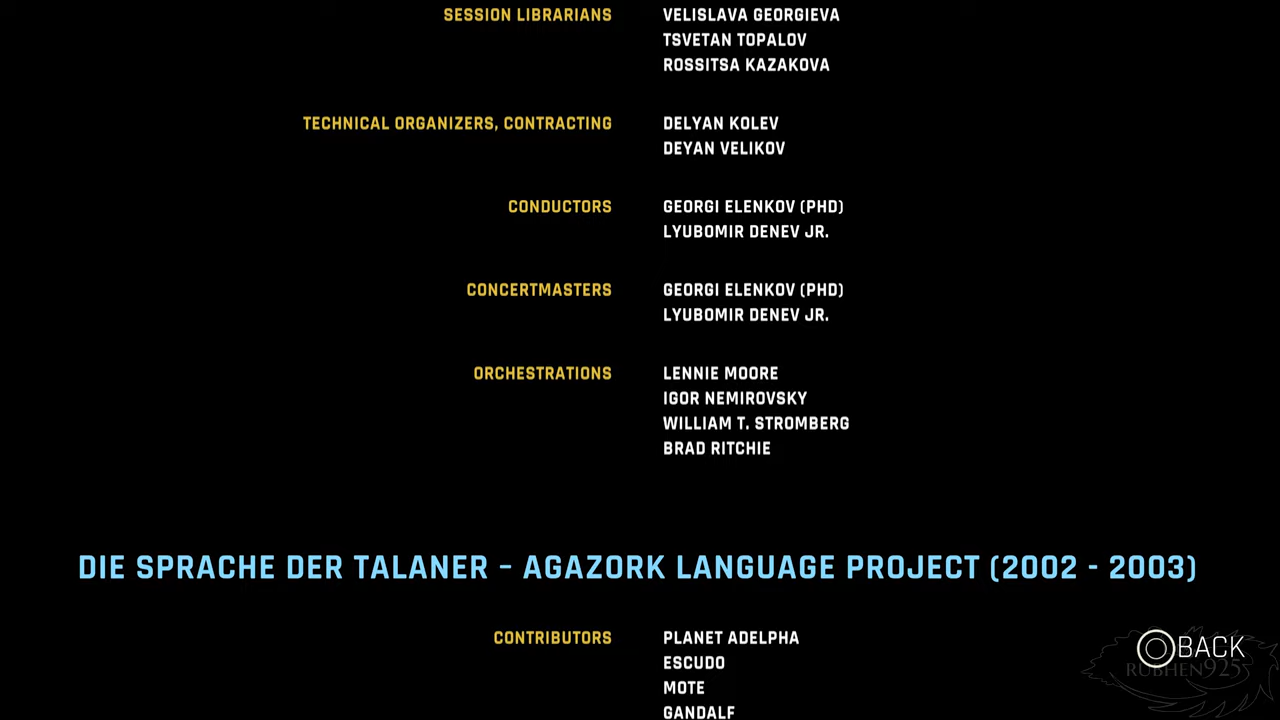 SESSION LIBRARIANS VELISLAVA GEORGIEVA
TSVETAN TOPALOV
ROSSITSA KAZAKOVA
TECHNICAL ORGANIZERS, CONTRACTING DELYAN KOLEV
DEYAN VELIKOV
CONDUCTORS GEORGI ELENKOV (PHD)
LYUBOMIR DENEV JR.
CONCERTMASTERS GEORGI ELENKOV (PHD)
LYUBOMIR DENEV JR.
ORCHESTRATIONS LENNIE MOORE
IGOR NEMIROVSKY
WILLIAM T. STROMBERG
BRAD RITCHIE
DIE SPRACHE DER TALANER - AGAZORK LANGUAGE PROJECT (2002 - 2003)
CONTRIBUTORS PLANET ADELPHA
ESCUDO
MOTE
GANDALF
BACK
RUBHEN925